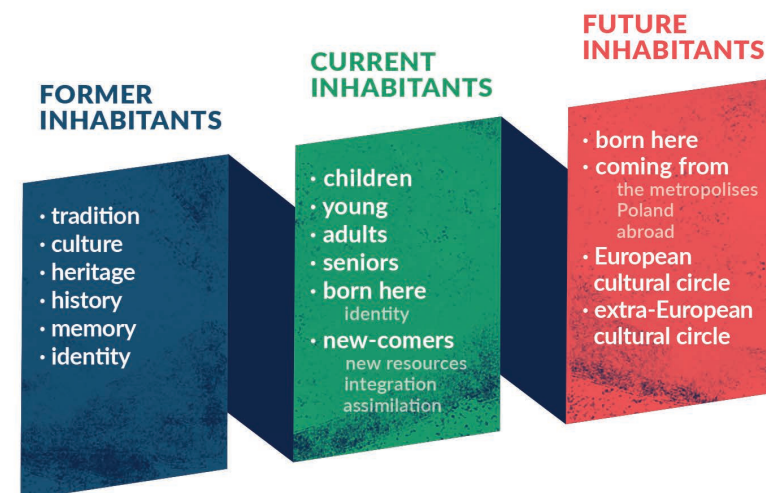 FORMER
INHABITANTS
· tradition
· culture
· heritage
· history
· memory
· identity
CURRENT
INHABITANTS
· children
· young
· adults
· seniors
· born here
identity
· new-comers
new resources
integration
assimilation
FUTURE
INHABITANTS
· born here
· coming from
the metropolises
Poland
abroad
· European
cultural circle
· extra-European
cultural circle